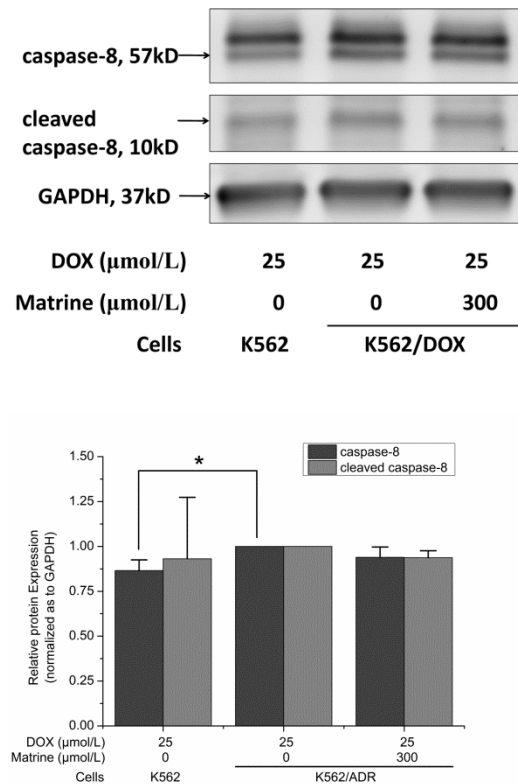 caspase-8, 57kD
cleaved
caspase-8, 10kD
GAPDH, 37kD
DOX (μmol/L) 25 25 25
Matrine (μmol/L) 0 0 300
Cells K562 K562/DOX
*
caspase-8
cleaved caspase-8
Relative protein Expression
(normalized as to GAPDH)
1.50
1.25
1.00
0.75
0.50
0.25
0.00
DOX (μmol/L) 25 25 25
Matrine (μmol/L) 0 0 300
Cells K562 K562/ADR